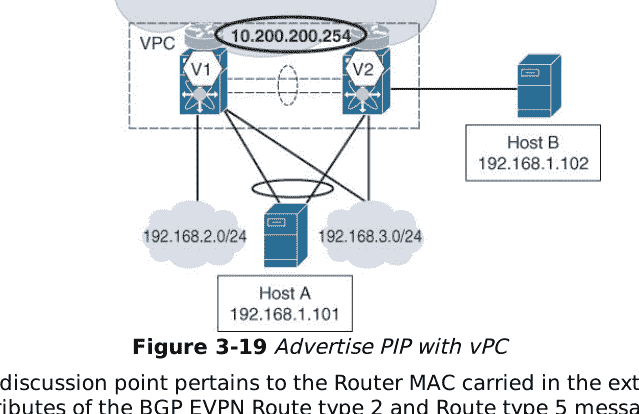 10.200.200.254
VPC
V1
V2
Host B
192.168.1.102
192.168.2.0/24
192.168.3.0/24
Host A
192.168.1.101
Figure 3-19 Advertise PIP with vPC
discussion point pertains to the Router MAC carried in the ext
ributes of the BGP EVPN Route type 2 and Route type 5 messa